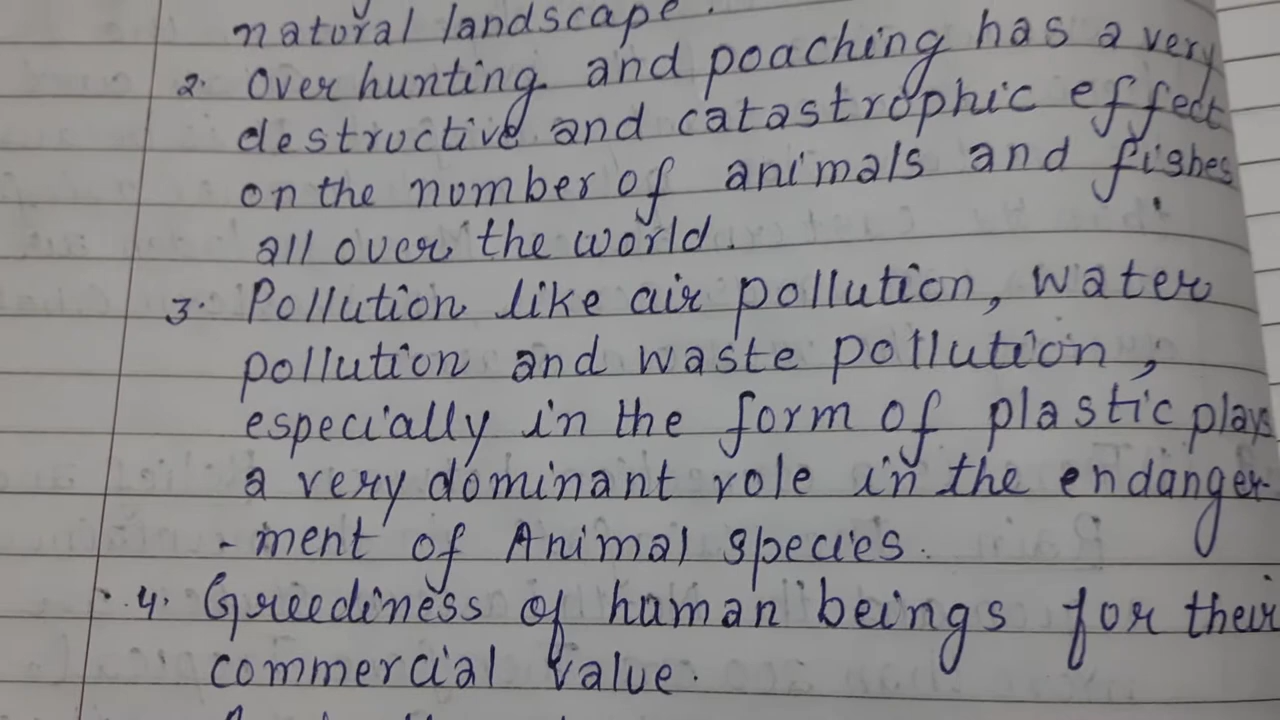 natural landscape.
2. Over hunting and poaching has a very
destructive and catastrophic effect
on the number of animals and fishes
all over the world.
3. Pollution like air pollution, water
pollution and waste pollution,
especially in the form of plastic plays
a very dominant role in the endanger
-ment of Animal species.
4. Greediness of human beings for their
commercial value.